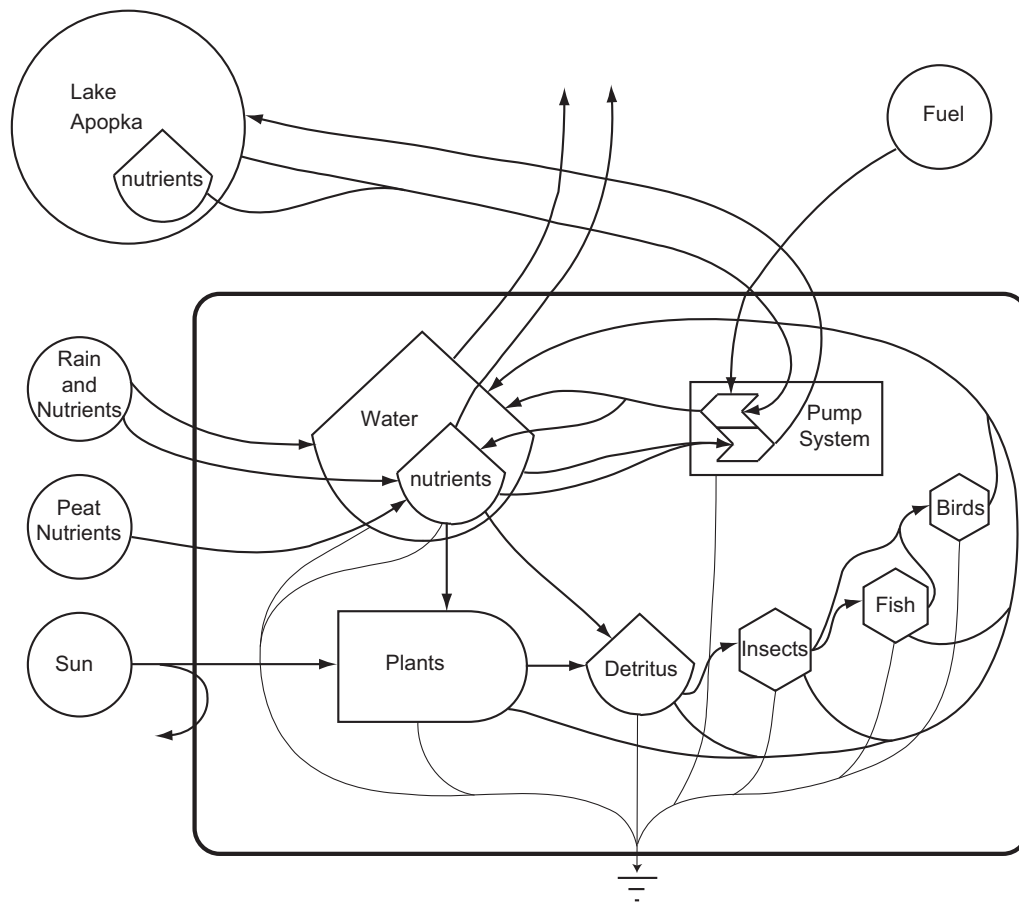 Lake
Apopka
nutrients
Fuel
Rain
and
Nutrients
Water
nutrients
Pump
System
Peat
Nutrients
Birds
Fish
Sun
Plants
Detritus
Insects